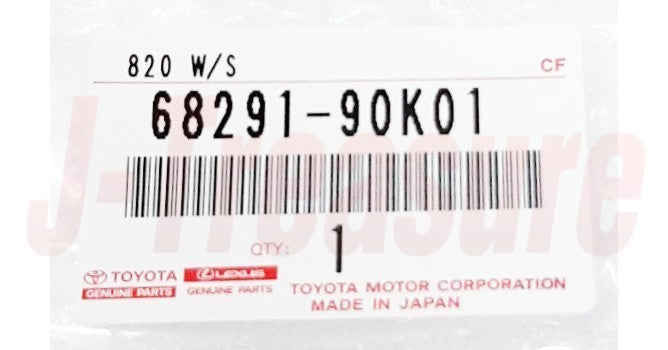 820 W/S CF
68291-90K01
J-Treasure
QTY: 1
TOYOTA LEXUS
GENUINE PARTS GENUINE PARTS
TOYOTA MOTOR CORPORATION
MADE IN JAPAN